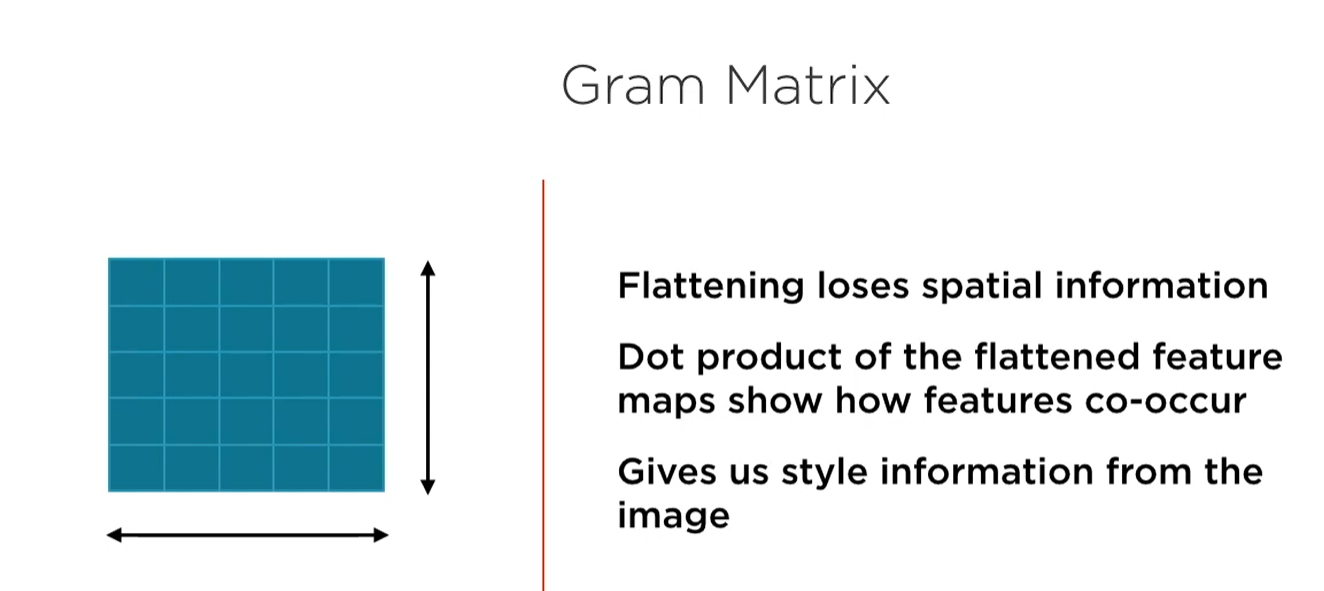 Gram Matrix
Flattening loses spatial information
Dot product of the flattened feature
maps show how features co-occur
Gives us style information from the
image